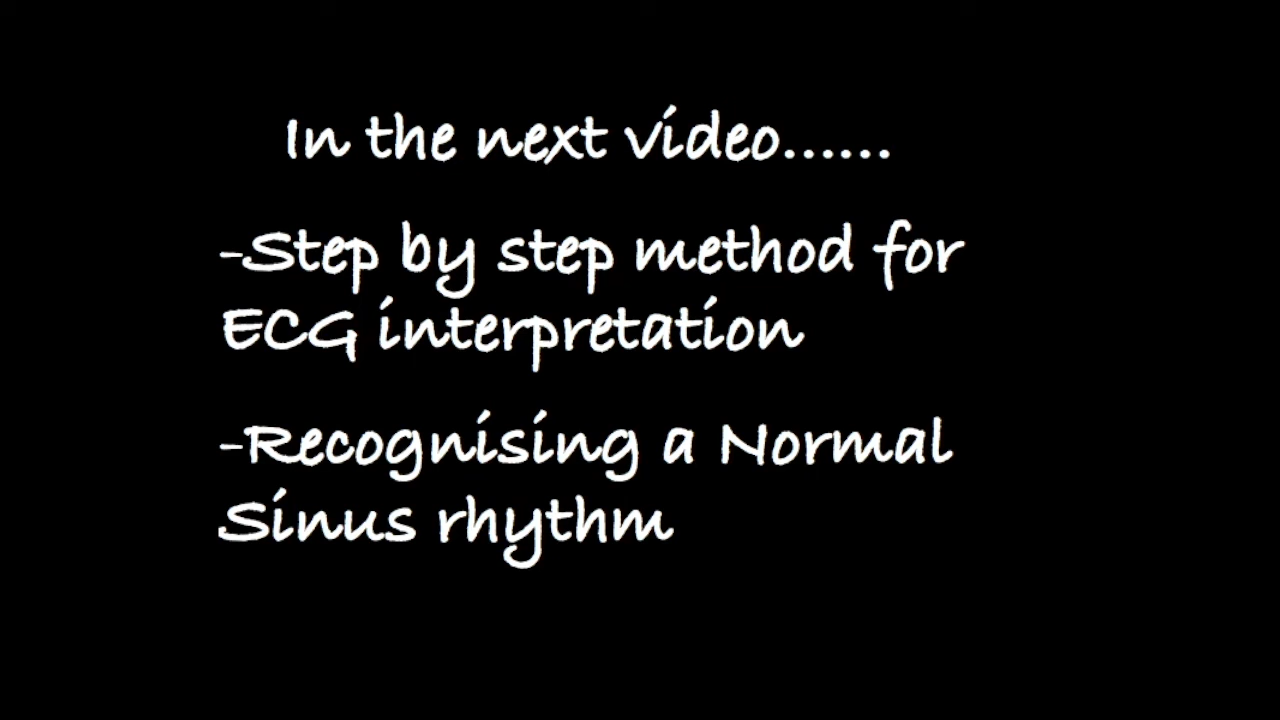 In the next video......
-Step by step method for
ECG interpretation
-Recognising a Normal
Sinus rhythm